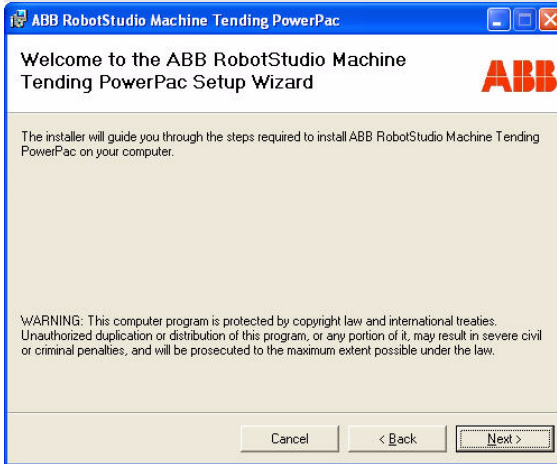 ABB RobotStudio Machine Tending PowerPac
Welcome to the ABB RobotStudio Machine
Tending PowerPac Setup Wizard
ABB
The installer will guide you through the steps required to install ABB RobotStudio Machine Tending
PowerPac on your computer.
WARNING: This computer program is protected by copyright law and international treaties.
Unauthorized duplication or distribution of this program, or any portion of it, may result in severe civil
or criminal penalties, and will be prosecuted to the maximum extent possible under the law.
Cancel < Back Next >